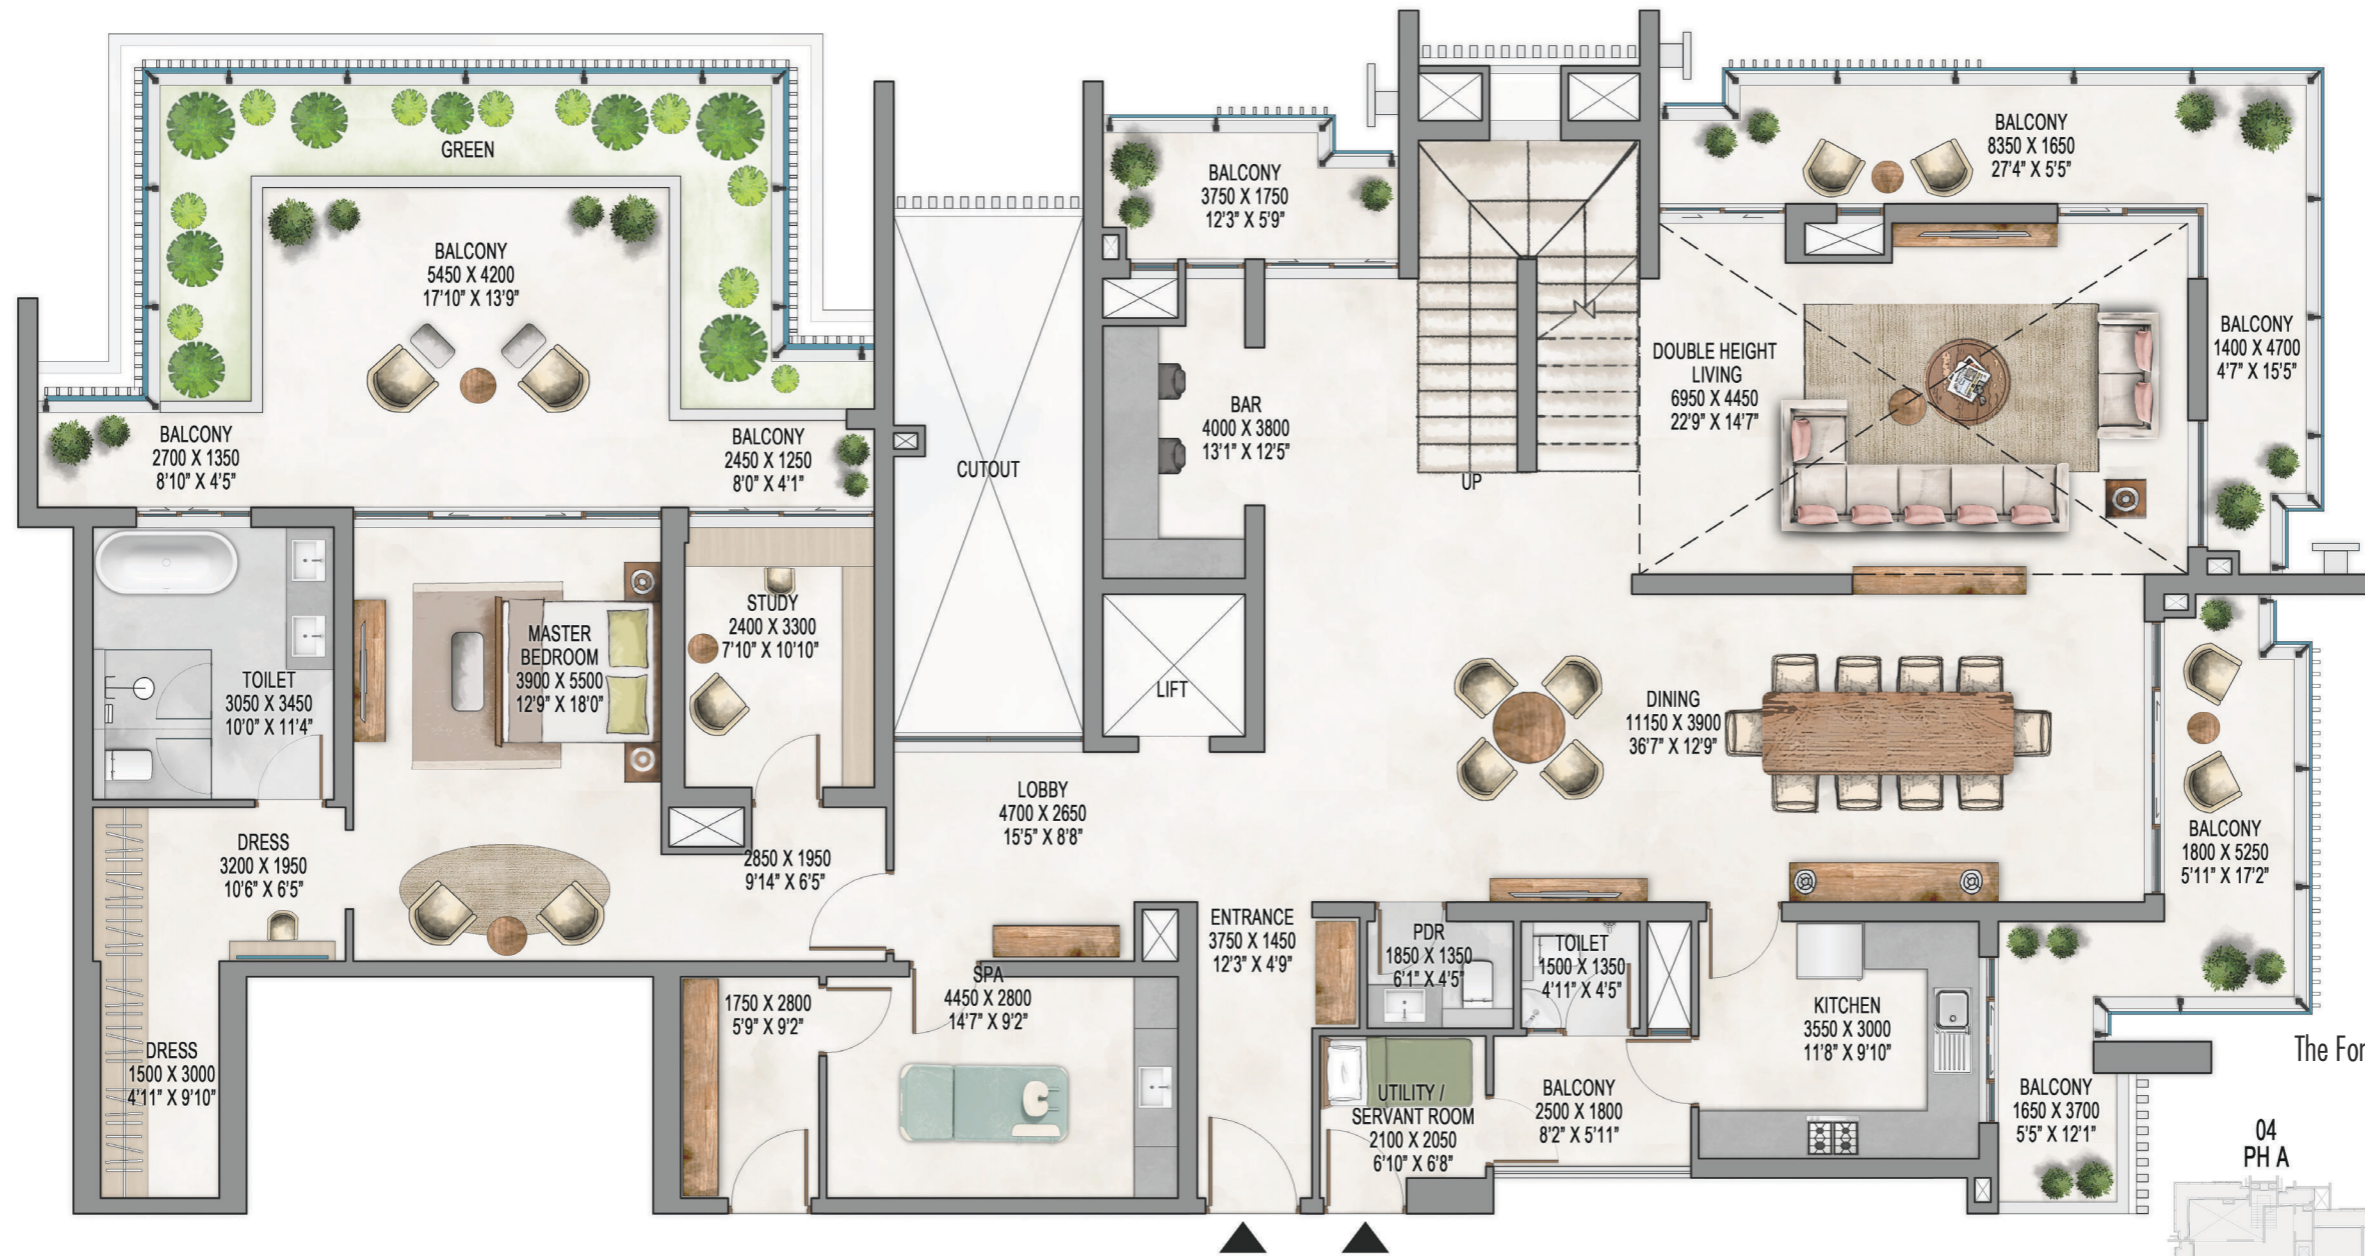 GREEN
BALCONY
5450 X 4200
17'10" X 13'9"
BALCONY
2700 X 1350
8'10" X 4'5"
BALCONY
2450 X 1250
8'0" X 4'1"
CUTOUT
BALCONY
3750 X 1750
12'3" X 5'9"
BAR
4000 X 3800
13'1" X 12'5"
UP
DOUBLE HEIGHT
LIVING
6950 X 4450
22'9" X 14'7"
BALCONY
8350 X 1650
27'4" X 5'5"
BALCONY
1400 X 4700
4'7" X 15'5"
TOILET
3050 X 3450
10'0" X 11'4"
MASTER
BEDROOM
3900 X 5500
12'9" X 18'0"
STUDY
2400 X 3300
7'10" X 10'10"
LIFT
DINING
11150 X 3900
36'7" X 12'9"
LOBBY
4700 X 2650
15'5" X 8'8"
DRESS
3200 X 1950
10'6" X 6'5"
2850 X 1950
9'14" X 6'5"
BALCONY
1800 X 5250
5'11" X 17'2"
ENTRANCE
3750 X 1450
12'3" X 4'9"
PDR
1850 X 1350
6'1" X 4'5"
TOILET
1500 X 1350
4'11" X 4'5"
SPA
4450 X 2800
14'7" X 9'2"
1750 X 2800
5'9" X 9'2"
KITCHEN
3550 X 3000
11'8" X 9'10"
DRESS
1500 X 3000
4'11" X 9'10"
UTILITY /
SERVANT ROOM
2100 X 2050
6'10" X 6'8"
BALCONY
2500 X 1800
8'2" X 5'11"
BALCONY
1650 X 3700
5'5" X 12'1"
The For
04
PH A